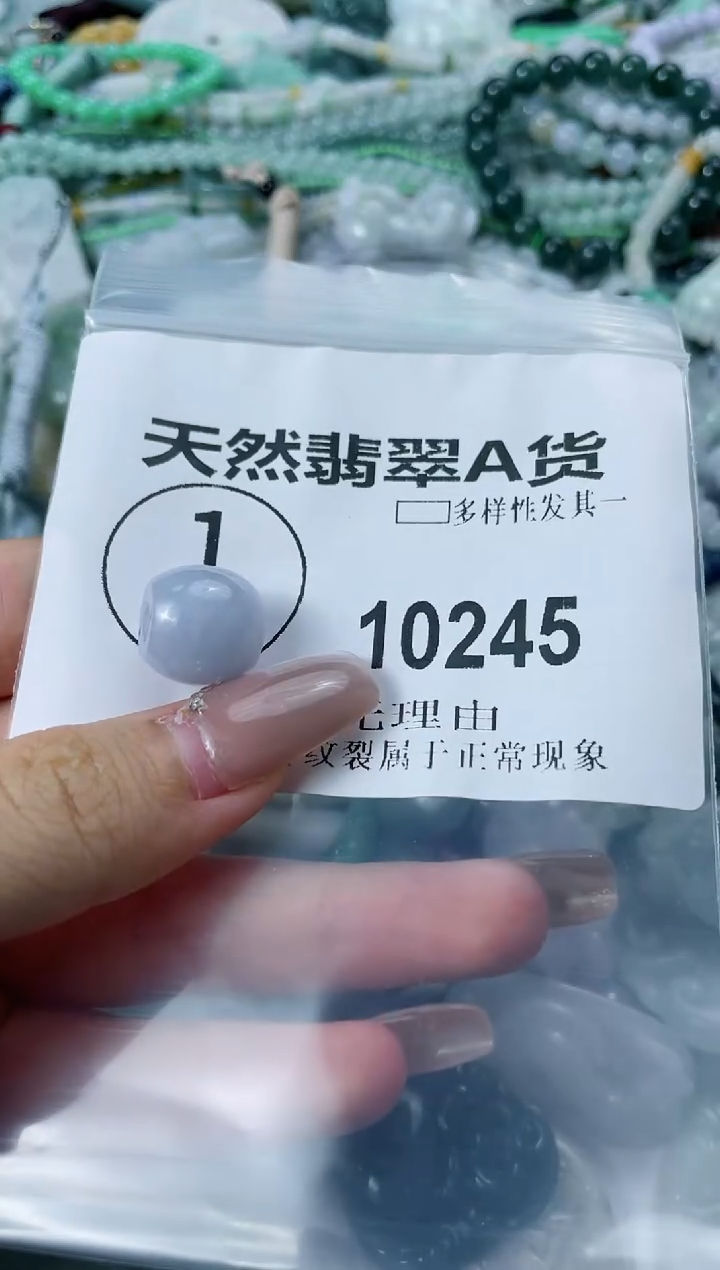 天然翡翠A货
多样性发其一
1
10245
理由
纹裂属于正常现象